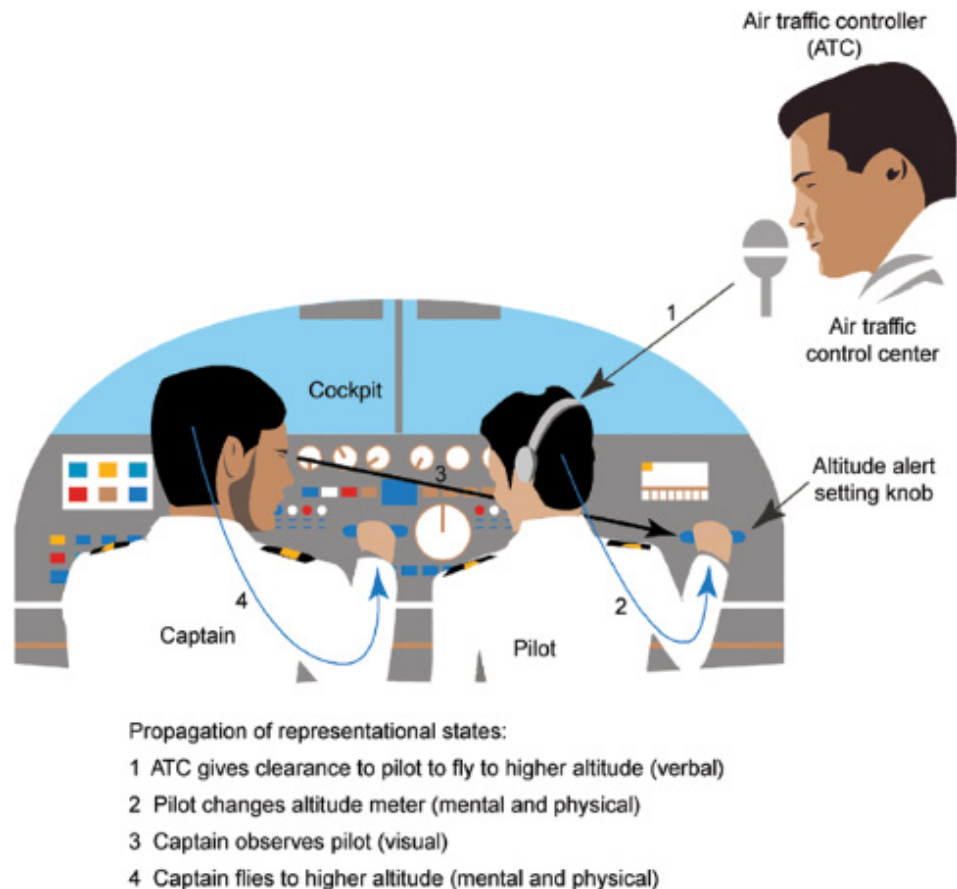 Air traffic controller
(ATC)
1
Air traffic
control center
Cockpit
3
Altitude alert
setting knob
4
2
Captain
Pilot
Propagation of representational states:
1 ATC gives clearance to pilot to fly to higher altitude (verbal)
2 Pilot changes altitude meter (mental and physical)
3 Captain observes pilot (visual)
4 Captain flies to higher altitude (mental and physical)